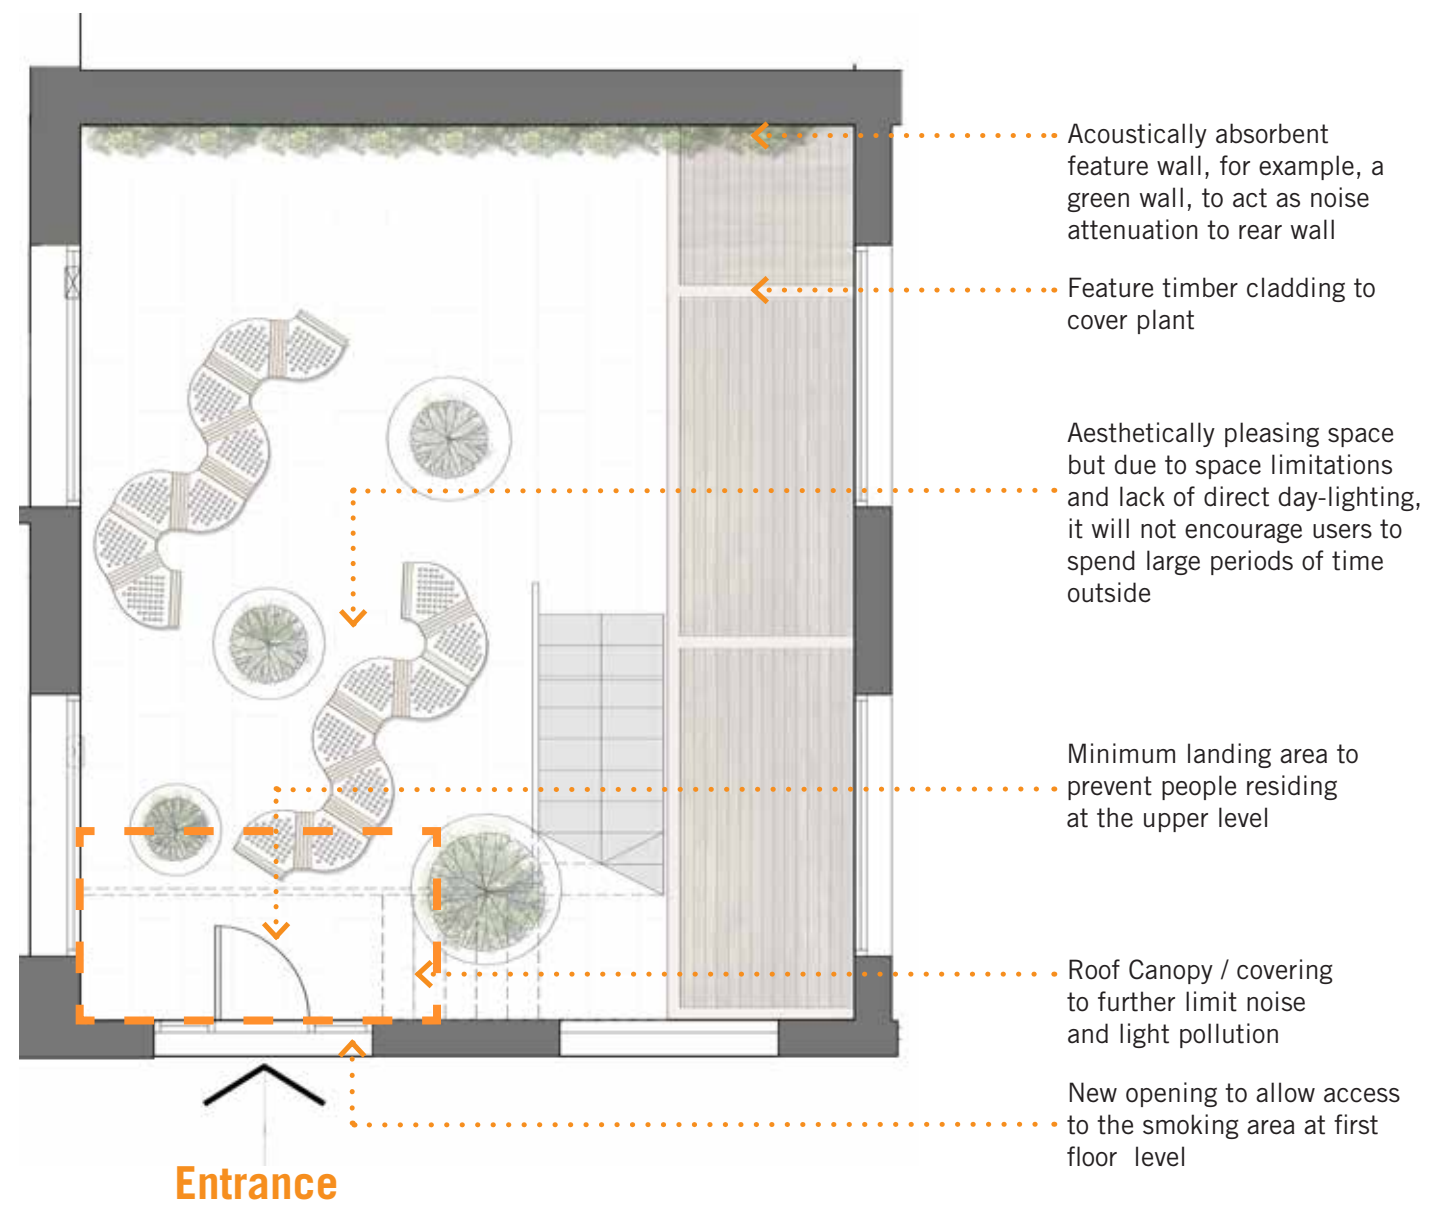 Acoustically absorbent
feature wall, for example, a
green wall, to act as noise
attenuation to rear wall
Feature timber cladding to
cover plant
Aesthetically pleasing space
but due to space limitations
and lack of direct day-lighting,
it will not encourage users to
spend large periods of time
outside
Minimum landing area to
prevent people residing
at the upper level
Roof Canopy / covering
to further limit noise
and light pollution
New opening to allow access
to the smoking area at first
floor  level
Entrance